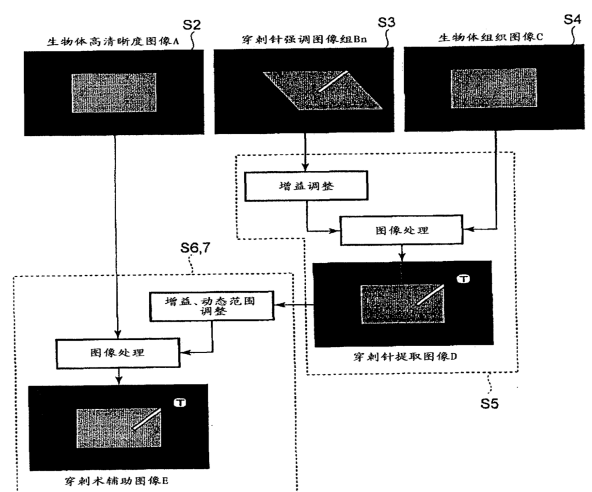 S2
S3
S4
生物体高清晰度图像A
穿刺针强调图像组Bn
生物体组织图像C
增益调整
图像处理
S6,7
T
增益、动态范围
调整
图像处理
穿刺针提取图像D
S5
T
穿刺术辅助图像E